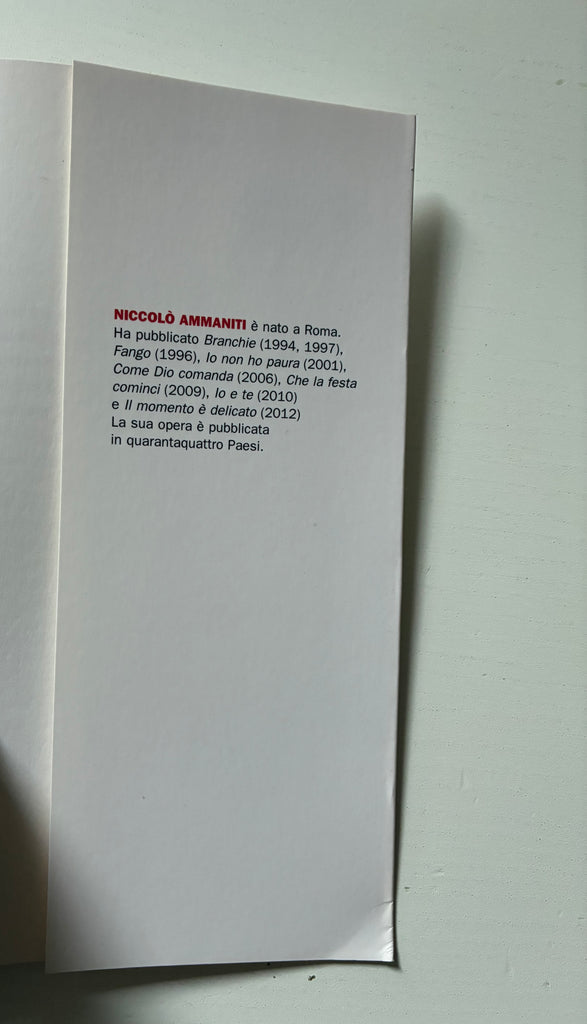 NICCOLÒ AMMANITI è nato a Roma.
Ha pubblicato Branchie (1994, 1997),
Fango (1996), Io non ho paura (2001),
Come Dio comanda (2006), Che la festa
cominci (2009), Io e te (2010)
e Il momento è delicato (2012)
La sua opera è pubblicata
in quarantaquattro Paesi.